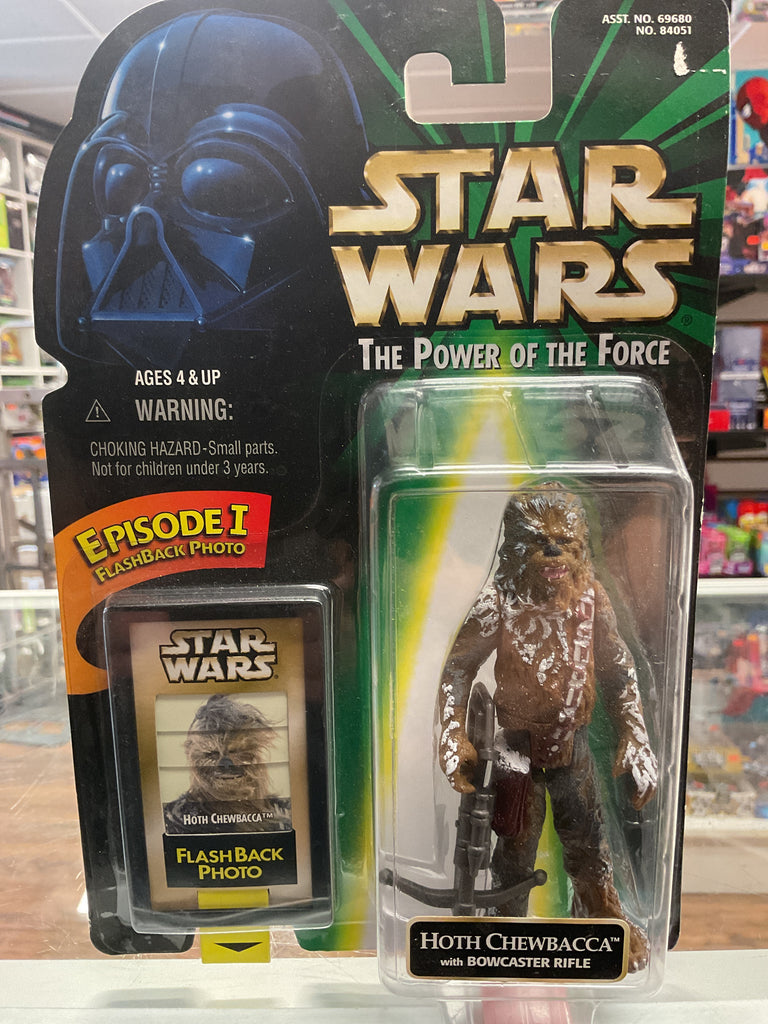 ASST. NO. 69680
NO. 84051
STAR
WARS®
THE POWER OF THE FORCE
AGES 4 & UP
WARNING:
CHOKING HAZARD-Small parts.
Not for children under 3 years.
EPISODE I
FLASHBACK PHOTO
STAR
WARS®
HOTH CHEWBACCA™
FLASHBACK
PHOTO
HOTH CHEWBACCA™
with BOWCASTER RIFLE